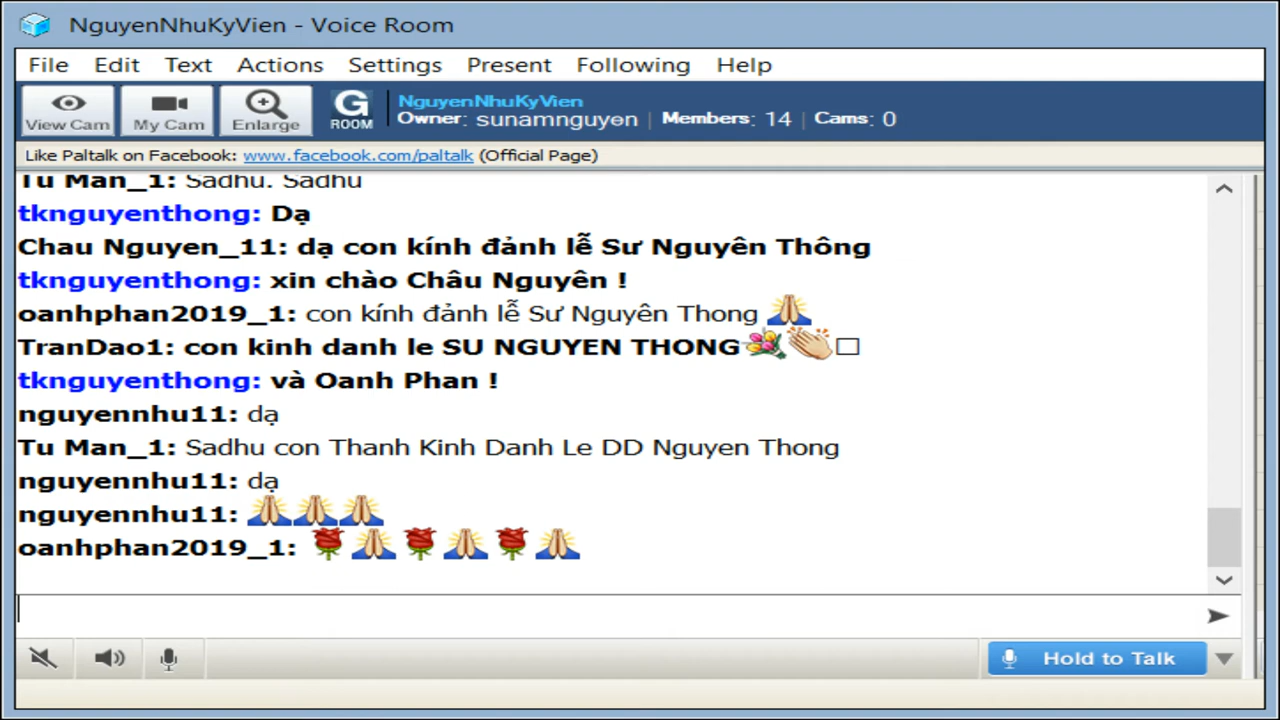 NguyenNhuKyVien - Voice Room
File Edit Text Actions Settings Present Following Help
View Cam My Cam Enlarge G ROOM
NguyenNhuKyVien
Owner: sunamnguyen | Members: 14 | Cams: 0
Like Paltalk on Facebook: www.facebook.com/paltalk (Official Page)
Tu Man_1: Sadhu. Sadhu
tknguyenthong: Dạ
Chau Nguyen_11: dạ con kính đảnh lễ Sư Nguyên Thông
tknguyenthong: xin chào Châu Nguyên !
oanhphan2019_1: con kính đảnh lễ Sư Nguyên Thong 🙏
TranDao1: con kinh danh le SU NGUYEN THONG💐👏□
tknguyenthong: và Oanh Phan !
nguyennhu11: dạ
Tu Man_1: Sadhu con Thanh Kinh Danh Le DD Nguyen Thong
nguyennhu11: dạ
nguyennhu11: 🙏🙏🙏
oanhphan2019_1: 🌹🙏🌹🙏🌹🙏
Hold to Talk